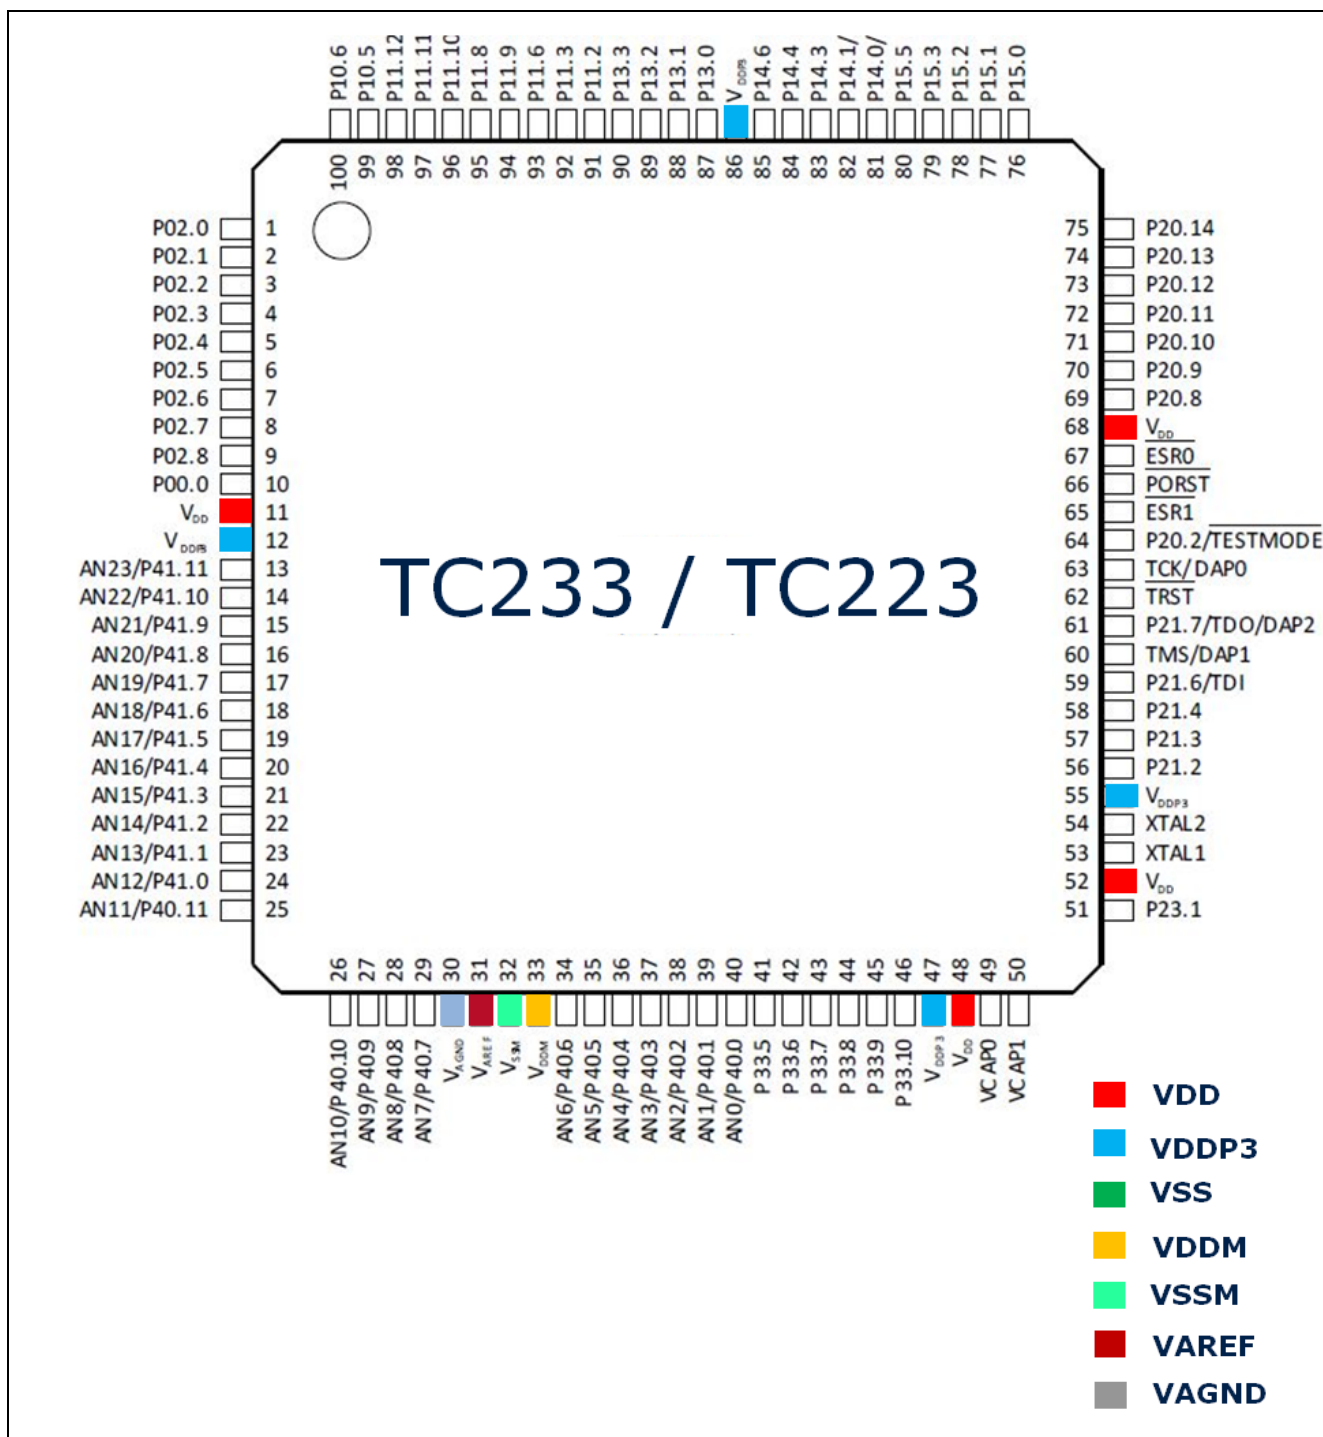 P10.6
P10.5
P11.12
P11.11
P11.10
P11.8
P11.9
P11.6
P11.3
P11.2
P13.3
P13.2
P13.1
P13.0
VDDP3
P14.6
P14.4
P14.3
P14.1/
P14.0/
P15.5
P15.3
P15.2
P15.1
P15.0
100 99 98 97 96 95 94 93 92 91 90 89 88 87 86 85 84 83 82 81 80 79 78 77 76
P02.0 1
P02.1 2
P02.2 3
P02.3 4
P02.4 5
P02.5 6
P02.6 7
P02.7 8
P02.8 9
P00.0 10
VDD 11
VDDP3 12
AN23/P41.11 13
AN22/P41.10 14
AN21/P41.9 15
AN20/P41.8 16
AN19/P41.7 17
AN18/P41.6 18
AN17/P41.5 19
AN16/P41.4 20
AN15/P41.3 21
AN14/P41.2 22
AN13/P41.1 23
AN12/P41.0 24
AN11/P40.11 25
TC233 / TC223
75 P20.14
74 P20.13
73 P20.12
72 P20.11
71 P20.10
70 P20.9
69 P20.8
68 VDD
67 ESR0
66 PORST
65 ESR1
64 P20.2/TESTMODE
63 TCK/DAP0
62 TRST
61 P21.7/TDO/DAP2
60 TMS/DAP1
59 P21.6/TDI
58 P21.4
57 P21.3
56 P21.2
55 VDDP3
54 XTAL2
53 XTAL1
52 VDD
51 P23.1
26 27 28 29 30 31 32 33 34 35 36 37 38 39 40 41 42 43 44 45 46 47 48 49 50
AN10/P40.10
AN9/P40.9
AN8/P40.8
AN7/P40.7
VAGND
VAREF
VSSM
VDDM
AN6/P40.6
AN5/P40.5
AN4/P40.4
AN3/P40.3
AN2/P40.2
AN1/P40.1
AN0/P40.0
P33.5
P33.6
P33.7
P33.8
P33.9
P33.10
VDDP3
VDD
VCAP0
VCAP1
VDD
VDDP3
VSS
VDDM
VSSM
VAREF
VAGND